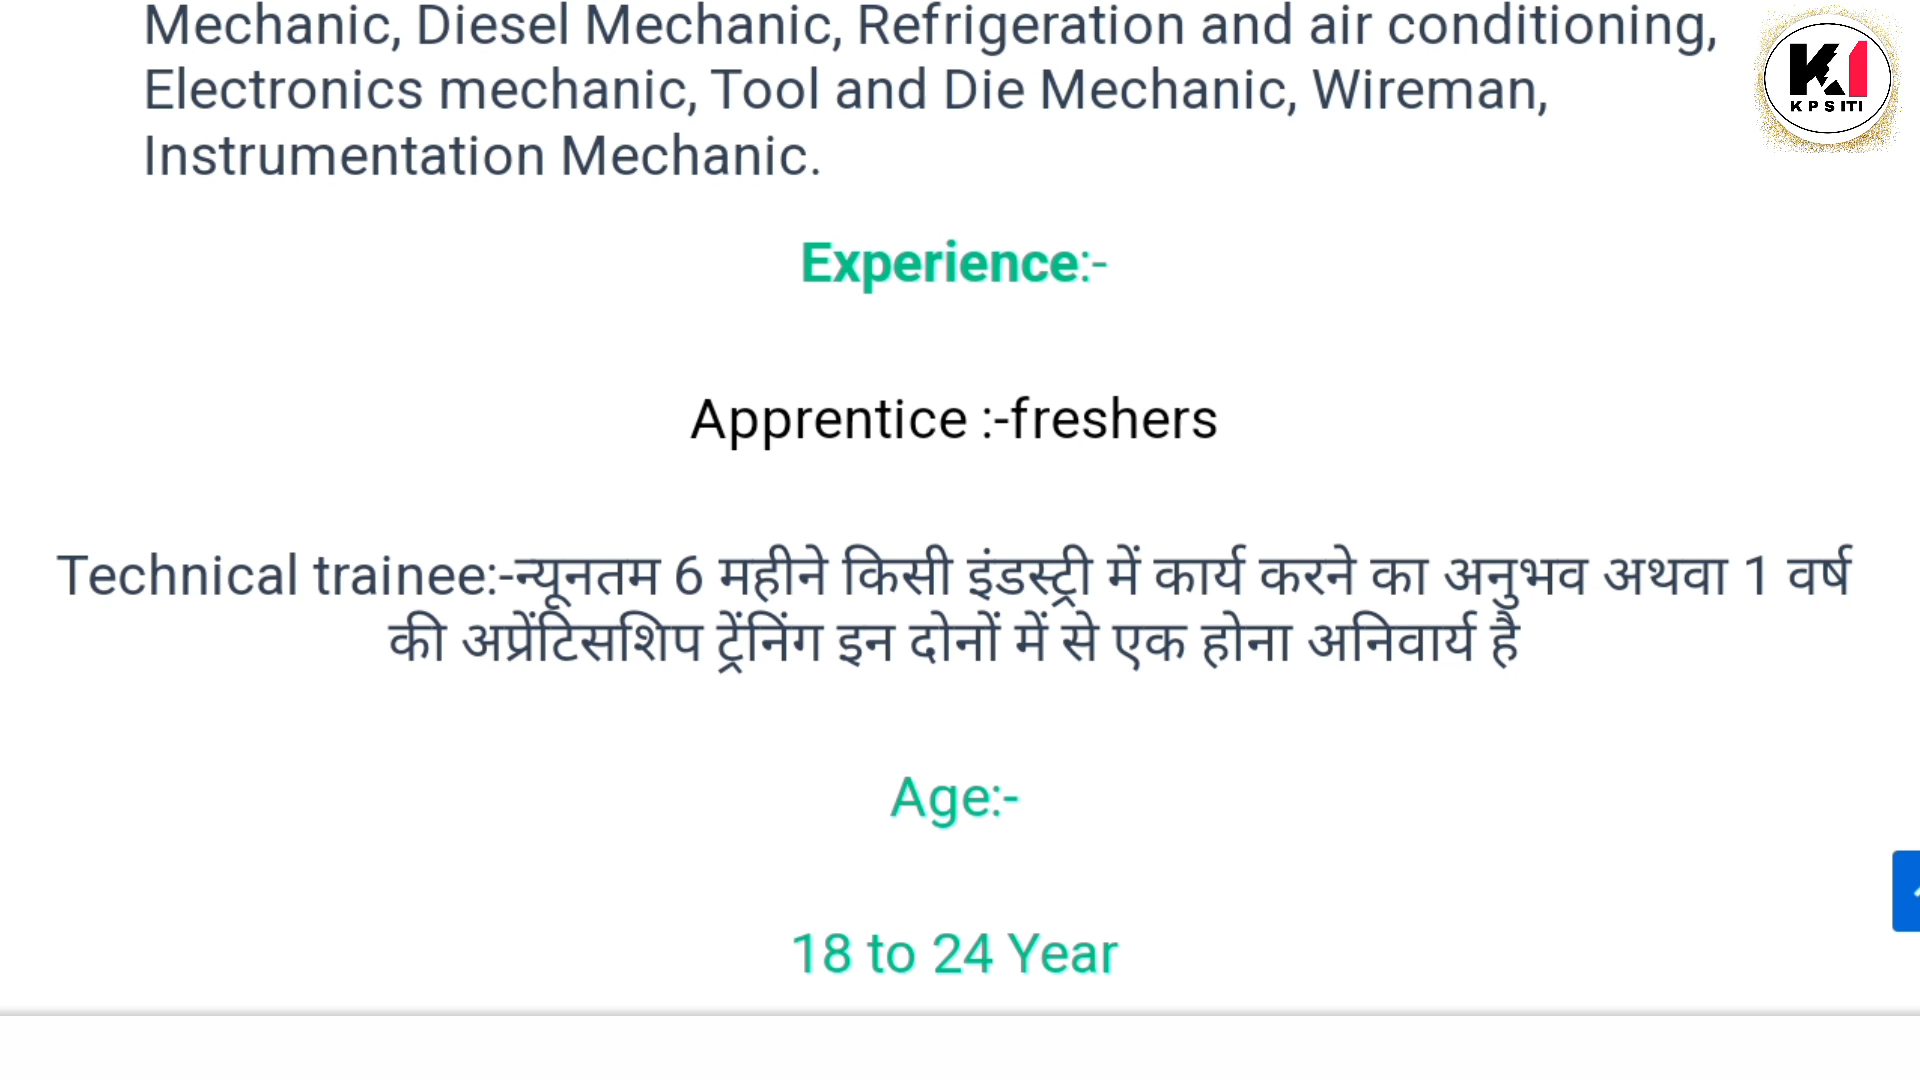 Mechanic, Diesel Mechanic, Refrigeration and air conditioning,
Electronics mechanic, Tool and Die Mechanic, Wireman,
Instrumentation Mechanic.
K1
K P S ITI
Experience:-
Apprentice :-freshers
Technical trainee:-न्यूनतम 6 महीने किसी इंडस्ट्री में कार्य करने का अनुभव अथवा 1 वर्ष
की अप्रेंटिसशिप ट्रेंनिंग इन दोनों में से एक होना अनिवार्य है
Age:-
18 to 24 Year